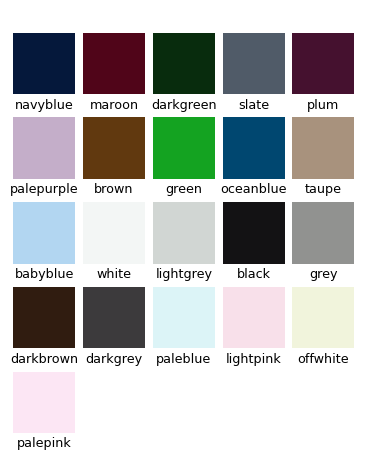 navyblue maroon darkgreen slate plum
palepurple brown green oceanblue taupe
babyblue white lightgrey black grey
darkbrown darkgrey paleblue lightpink offwhite
palepink